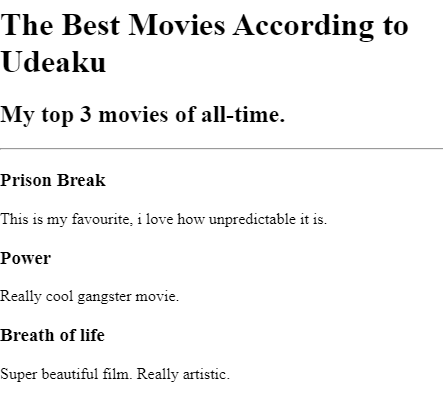 The Best Movies According to
Udeaku
My top 3 movies of all-time.
Prison Break
This is my favourite, i love how unpredictable it is.
Power
Really cool gangster movie.
Breath of life
Super beautiful film. Really artistic.